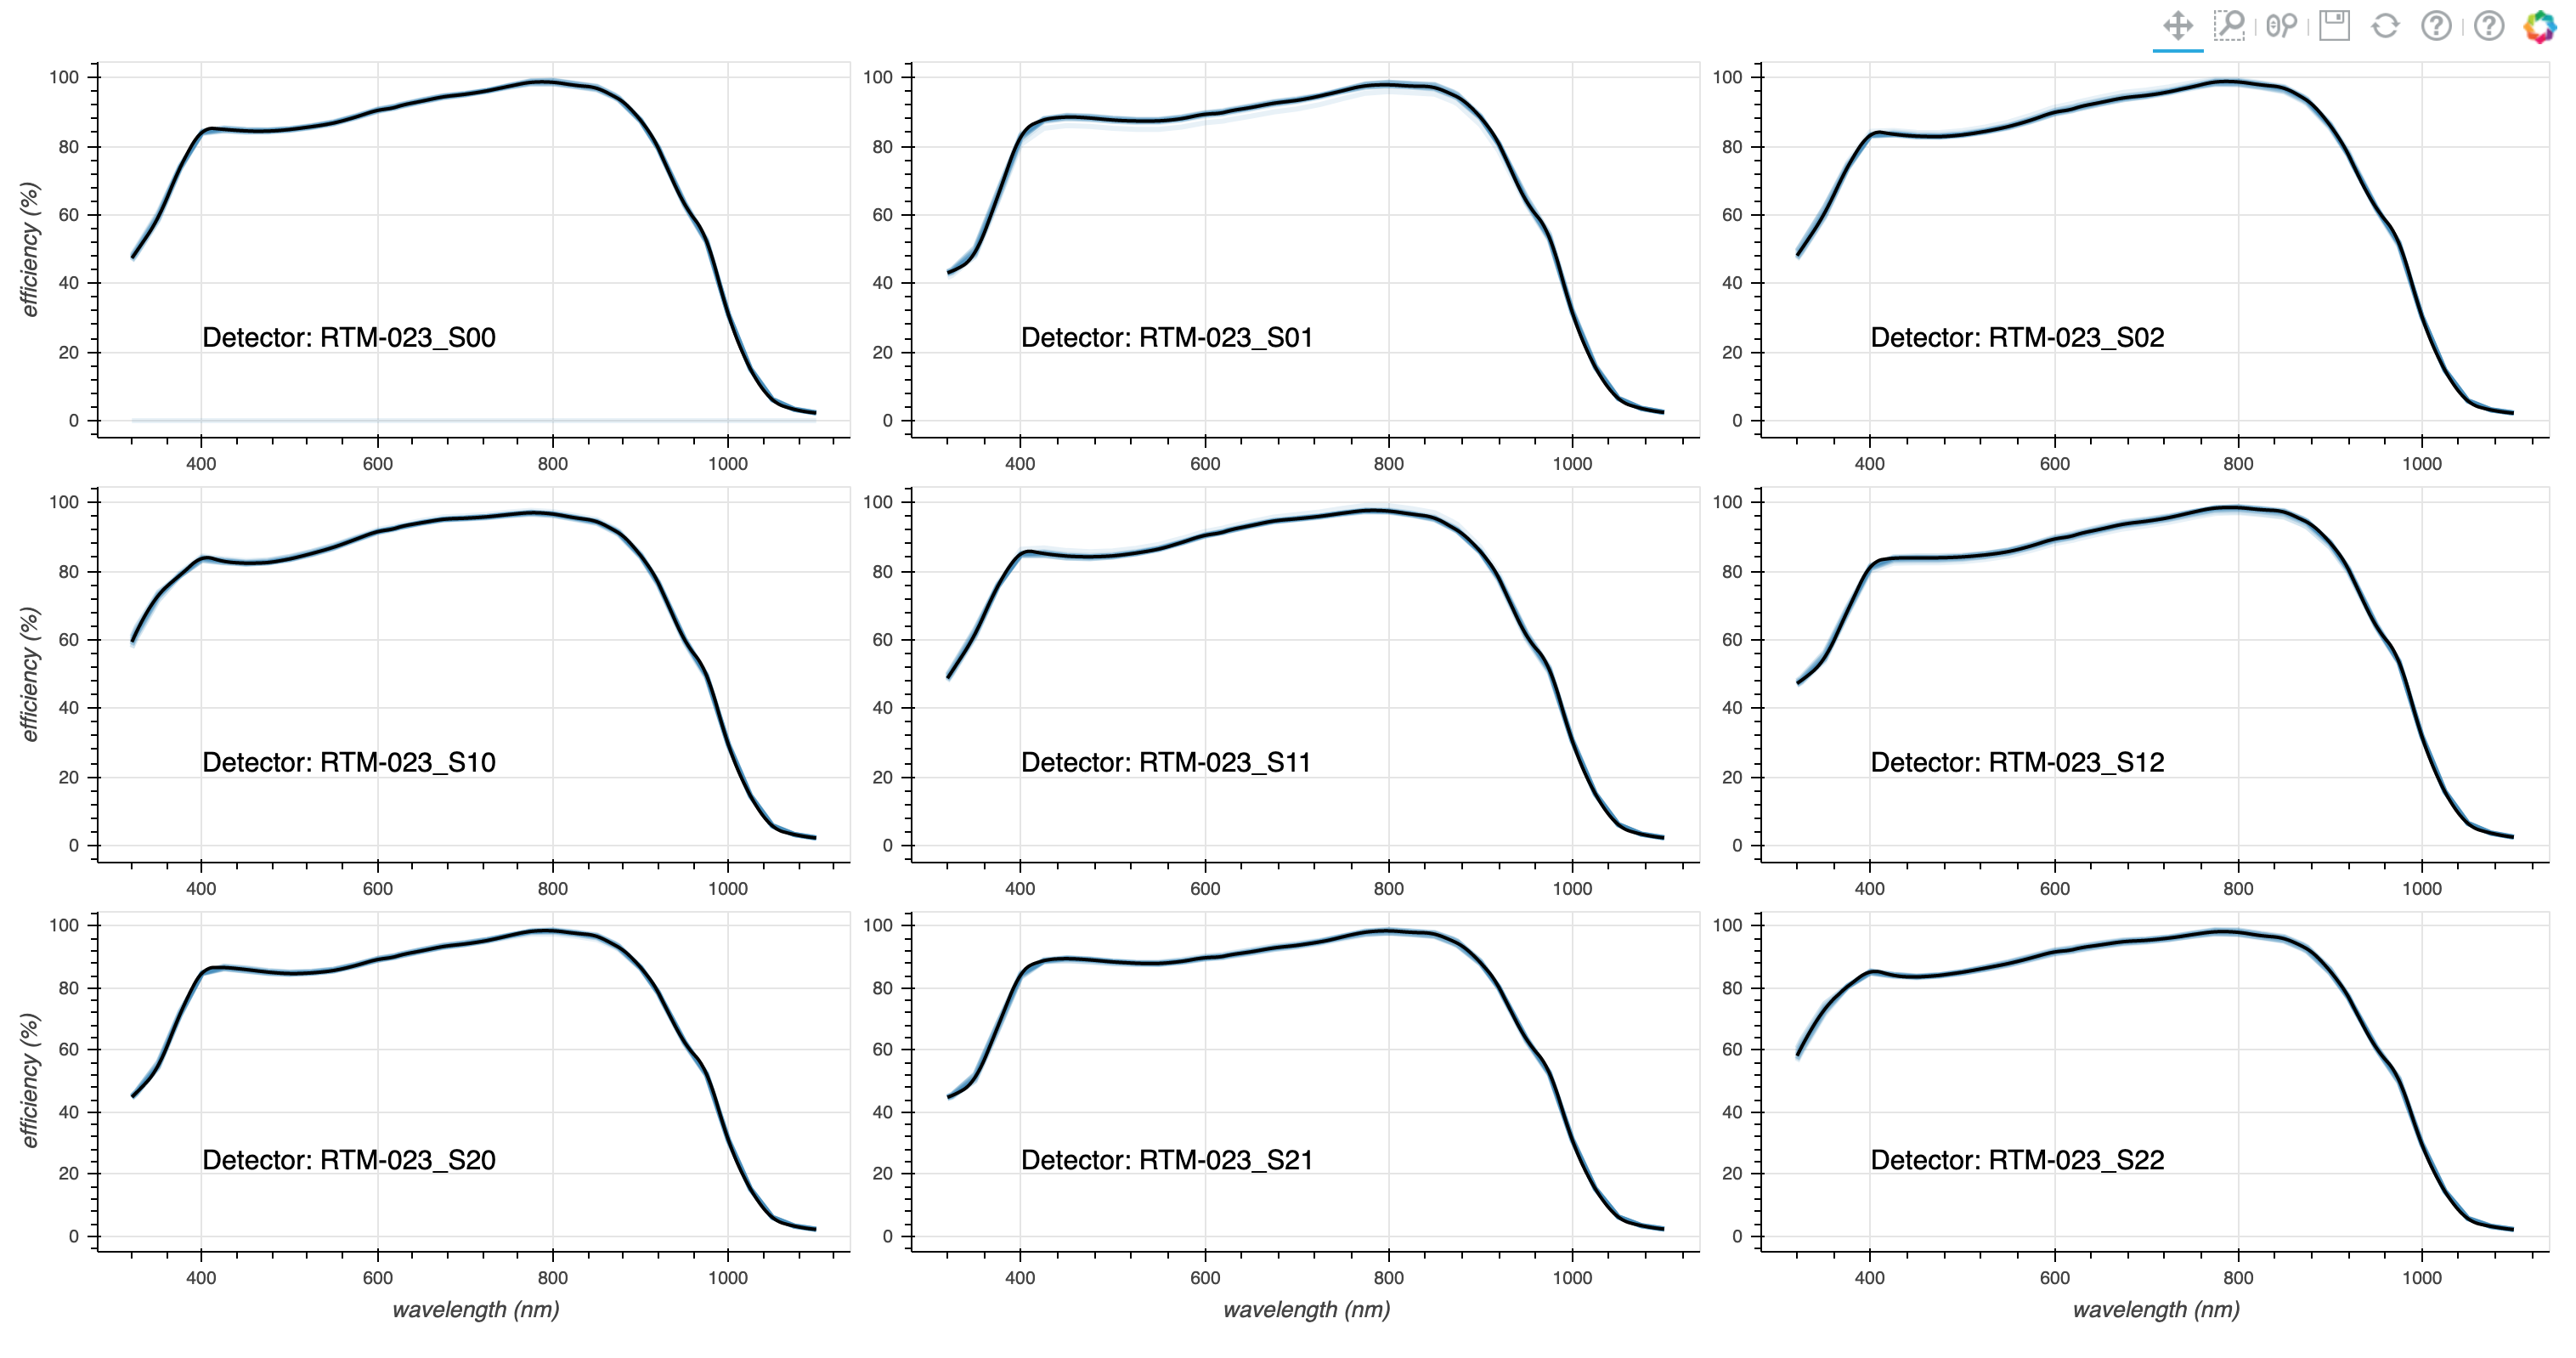 100
80
60
40
20
0
efficiency (%)
Detector: RTM-023_S00
400 600 800 1000
100
80
60
40
20
0
Detector: RTM-023_S01
400 600 800 1000
100
80
60
40
20
0
Detector: RTM-023_S02
400 600 800 1000
100
80
60
40
20
0
efficiency (%)
Detector: RTM-023_S10
400 600 800 1000
100
80
60
40
20
0
Detector: RTM-023_S11
400 600 800 1000
100
80
60
40
20
0
Detector: RTM-023_S12
400 600 800 1000
100
80
60
40
20
0
efficiency (%)
Detector: RTM-023_S20
400 600 800 1000
wavelength (nm)
100
80
60
40
20
0
Detector: RTM-023_S21
400 600 800 1000
wavelength (nm)
100
80
60
40
20
0
Detector: RTM-023_S22
400 600 800 1000
wavelength (nm)